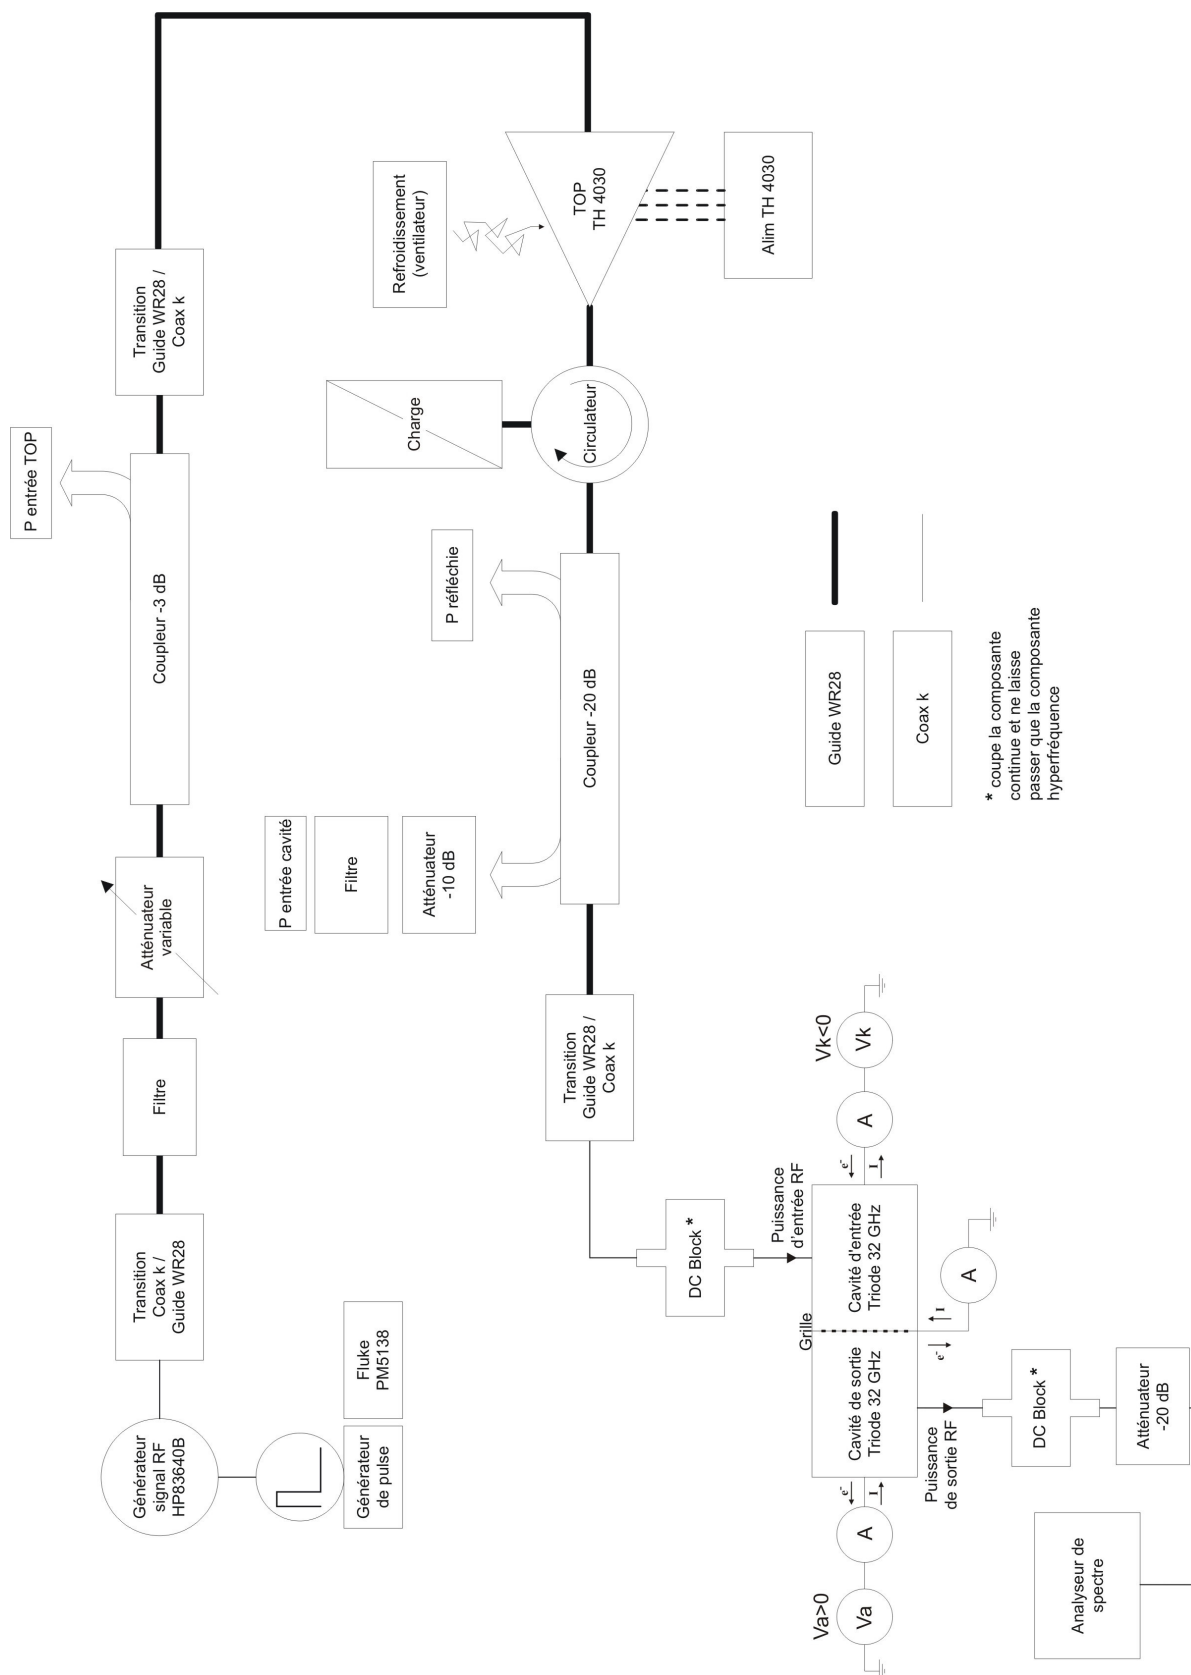 Générateur
signal RF
HP83640B
Générateur
de pulse
Fluke
PM5138
Transition
Coax k /
Guide WR28
Filtre
Atténuateur
variable
Coupleur -3 dB
P entrée TOP
Transition
Guide WR28 /
Coax k
Refroidissement
(ventilateur)
TOP
TH 4030
Alim TH 4030
Charge
Circulateur
P réfléchie
Coupleur -20 dB
P entrée cavité
Filtre
Atténuateur
-10 dB
Transition
Guide WR28 /
Coax k
DC Block *
Puissance
d'entrée RF
Va>0
Va
A
e-
I
Cavité de sortie
Triode 32 GHz
Grille
Cavité d'entrée
Triode 32 GHz
e-
I
A
Vk<0
Vk
e-
I
A
Puissance
de sortie RF
DC Block *
Atténuateur
-20 dB
Analyseur de
spectre
Guide WR28
Coax k
* coupe la composante
continue et ne laisse
passer que la composante
hyperfréquence